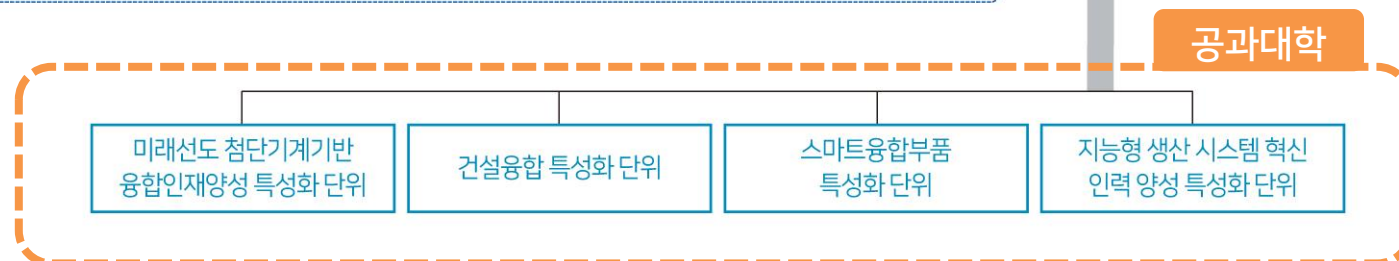 공과대학
미래선도 첨단기계기반
융합인재양성 특성화 단위
건설융합 특성화 단위
스마트융합부품
특성화 단위
지능형 생산 시스템 혁신
인력 양성 특성화 단위